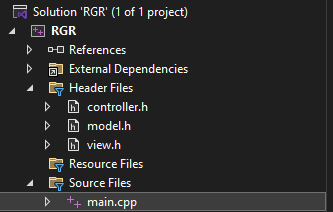 Solution 'RGR' (1 of 1 project)
RGR
References
External Dependencies
Header Files
controller.h
model.h
view.h
Resource Files
Source Files
main.cpp